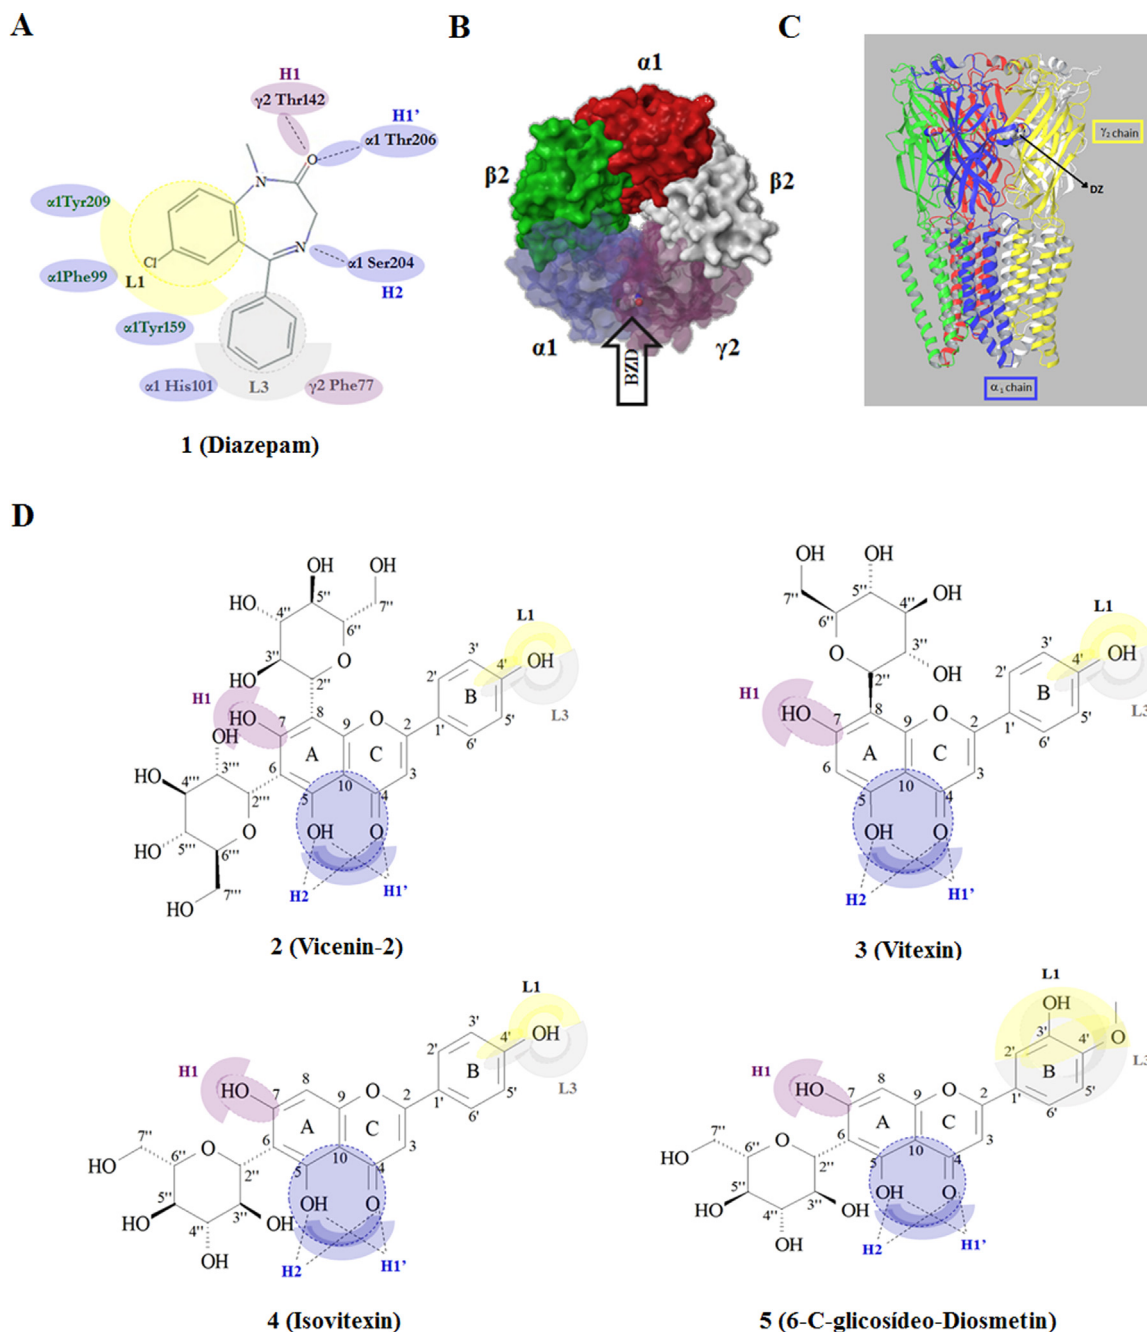 A
H1
γ2 Thr142
H1’
α1 Thr206
O
N
α1Tyr209
N
Cl
α1 Ser204
H2
α1Phe99
L1
α1Tyr159
α1 His101
L3
γ2 Phe77
1 (Diazepam)
B
α1
β2
β2
α1
γ2
BZD
C
γ2 chain
DZ
α1 chain
D
OH
OH
OH
HO
5''
4''
7''
6''
3''
O
HO
2''
L1
3'
4'
OH
2'
B
L3
H1
HO
7
8
9
O
2
1'
5'
6'
OH
A
C
3'''
6
10
3
HO
4'''
2'''
5
4
O
OH
O
HO
5'''
6'''
H2
H1’
7'''
HO
2 (Vicenin-2)
OH
OH
OH
7''
5''
4''
6''
3''
O
OH
2''
L1
3'
4'
OH
2'
B
L3
H1
HO
7
8
9
O
2
1'
5'
6'
A
C
6
10
3
5
4
OH
O
H2
H1’
3 (Vitexin)
L1
3'
4'
OH
2'
B
L3
H1
HO
7
8
9
O
2
1'
5'
6'
A
C
7''
O
6
10
3
HO
6''
2''
5
4
5''
3''
OH
OH
O
OH
4''
OH
H2
H1’
4 (Isovitexin)
L1
OH
3'
4'
O
2'
B
L3
5'
H1
HO
7
8
9
O
2
1'
6'
A
C
7''
O
6
10
3
HO
6''
2''
5
4
5''
3''
OH
O
HO
4''
OH
OH
H2
H1’
5 (6-C-glicosídeo-Diosmetin)